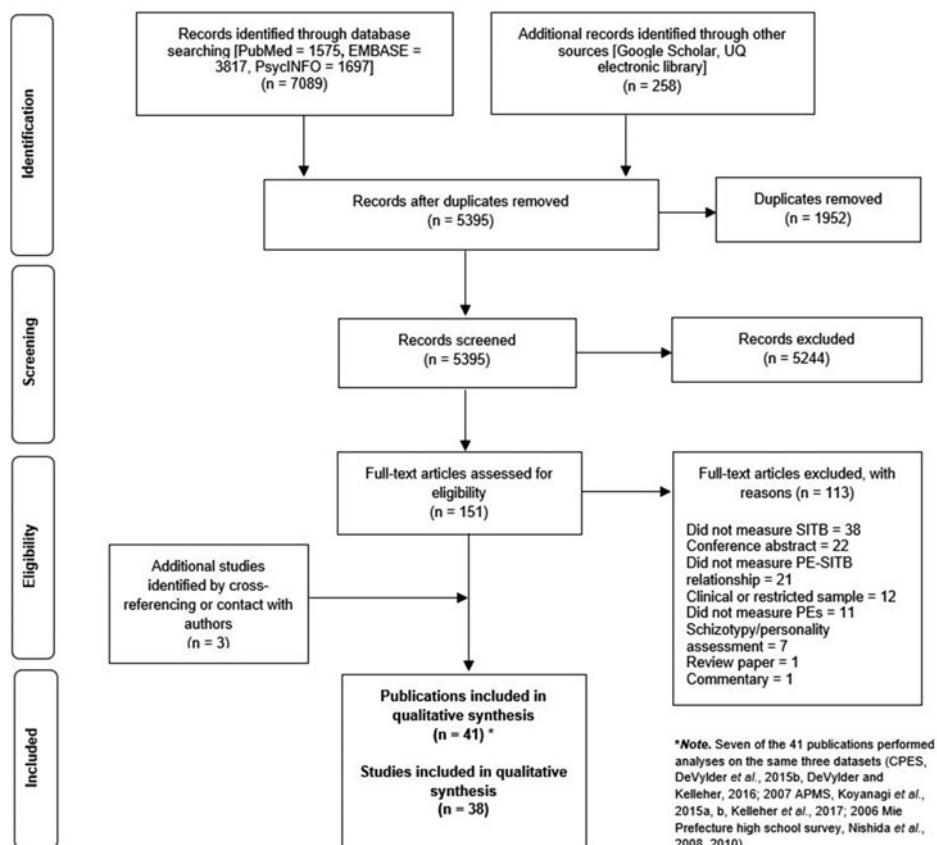 Identification
Records identified through database
searching [PubMed = 1575, EMBASE =
3817, PsycINFO = 1697]
(n = 7089)
Additional records identified through other
sources [Google Scholar, UQ
electronic library]
(n = 258)
Records after duplicates removed
(n = 5395)
Duplicates removed
(n = 1952)
Screening
Records screened
(n = 5395)
Records excluded
(n = 5244)
Eligibility
Full-text articles assessed for
eligibility
(n = 151)
Full-text articles excluded, with
reasons (n = 113)
Did not measure SITB = 38
Conference abstract = 22
Did not measure PE-SITB
relationship = 21
Clinical or restricted sample = 12
Did not measure PEs = 11
Schizotypy/personality
assessment = 7
Review paper = 1
Commentary = 1
Additional studies
identified by cross-
referencing or contact with
authors
(n = 3)
Included
Publications included in
qualitative synthesis
(n = 41) *
Studies included in qualitative
synthesis
(n = 38)
*Note. Seven of the 41 publications performed
analyses on the same three datasets (CPES,
DeVylder et al., 2015b, DeVylder and
Kelleher, 2016; 2007 APMS, Koyanagi et al.,
2015a, b, Kelleher et al., 2017; 2006 Mie
Prefecture high school survey, Nishida et al.,
2008, 2010)